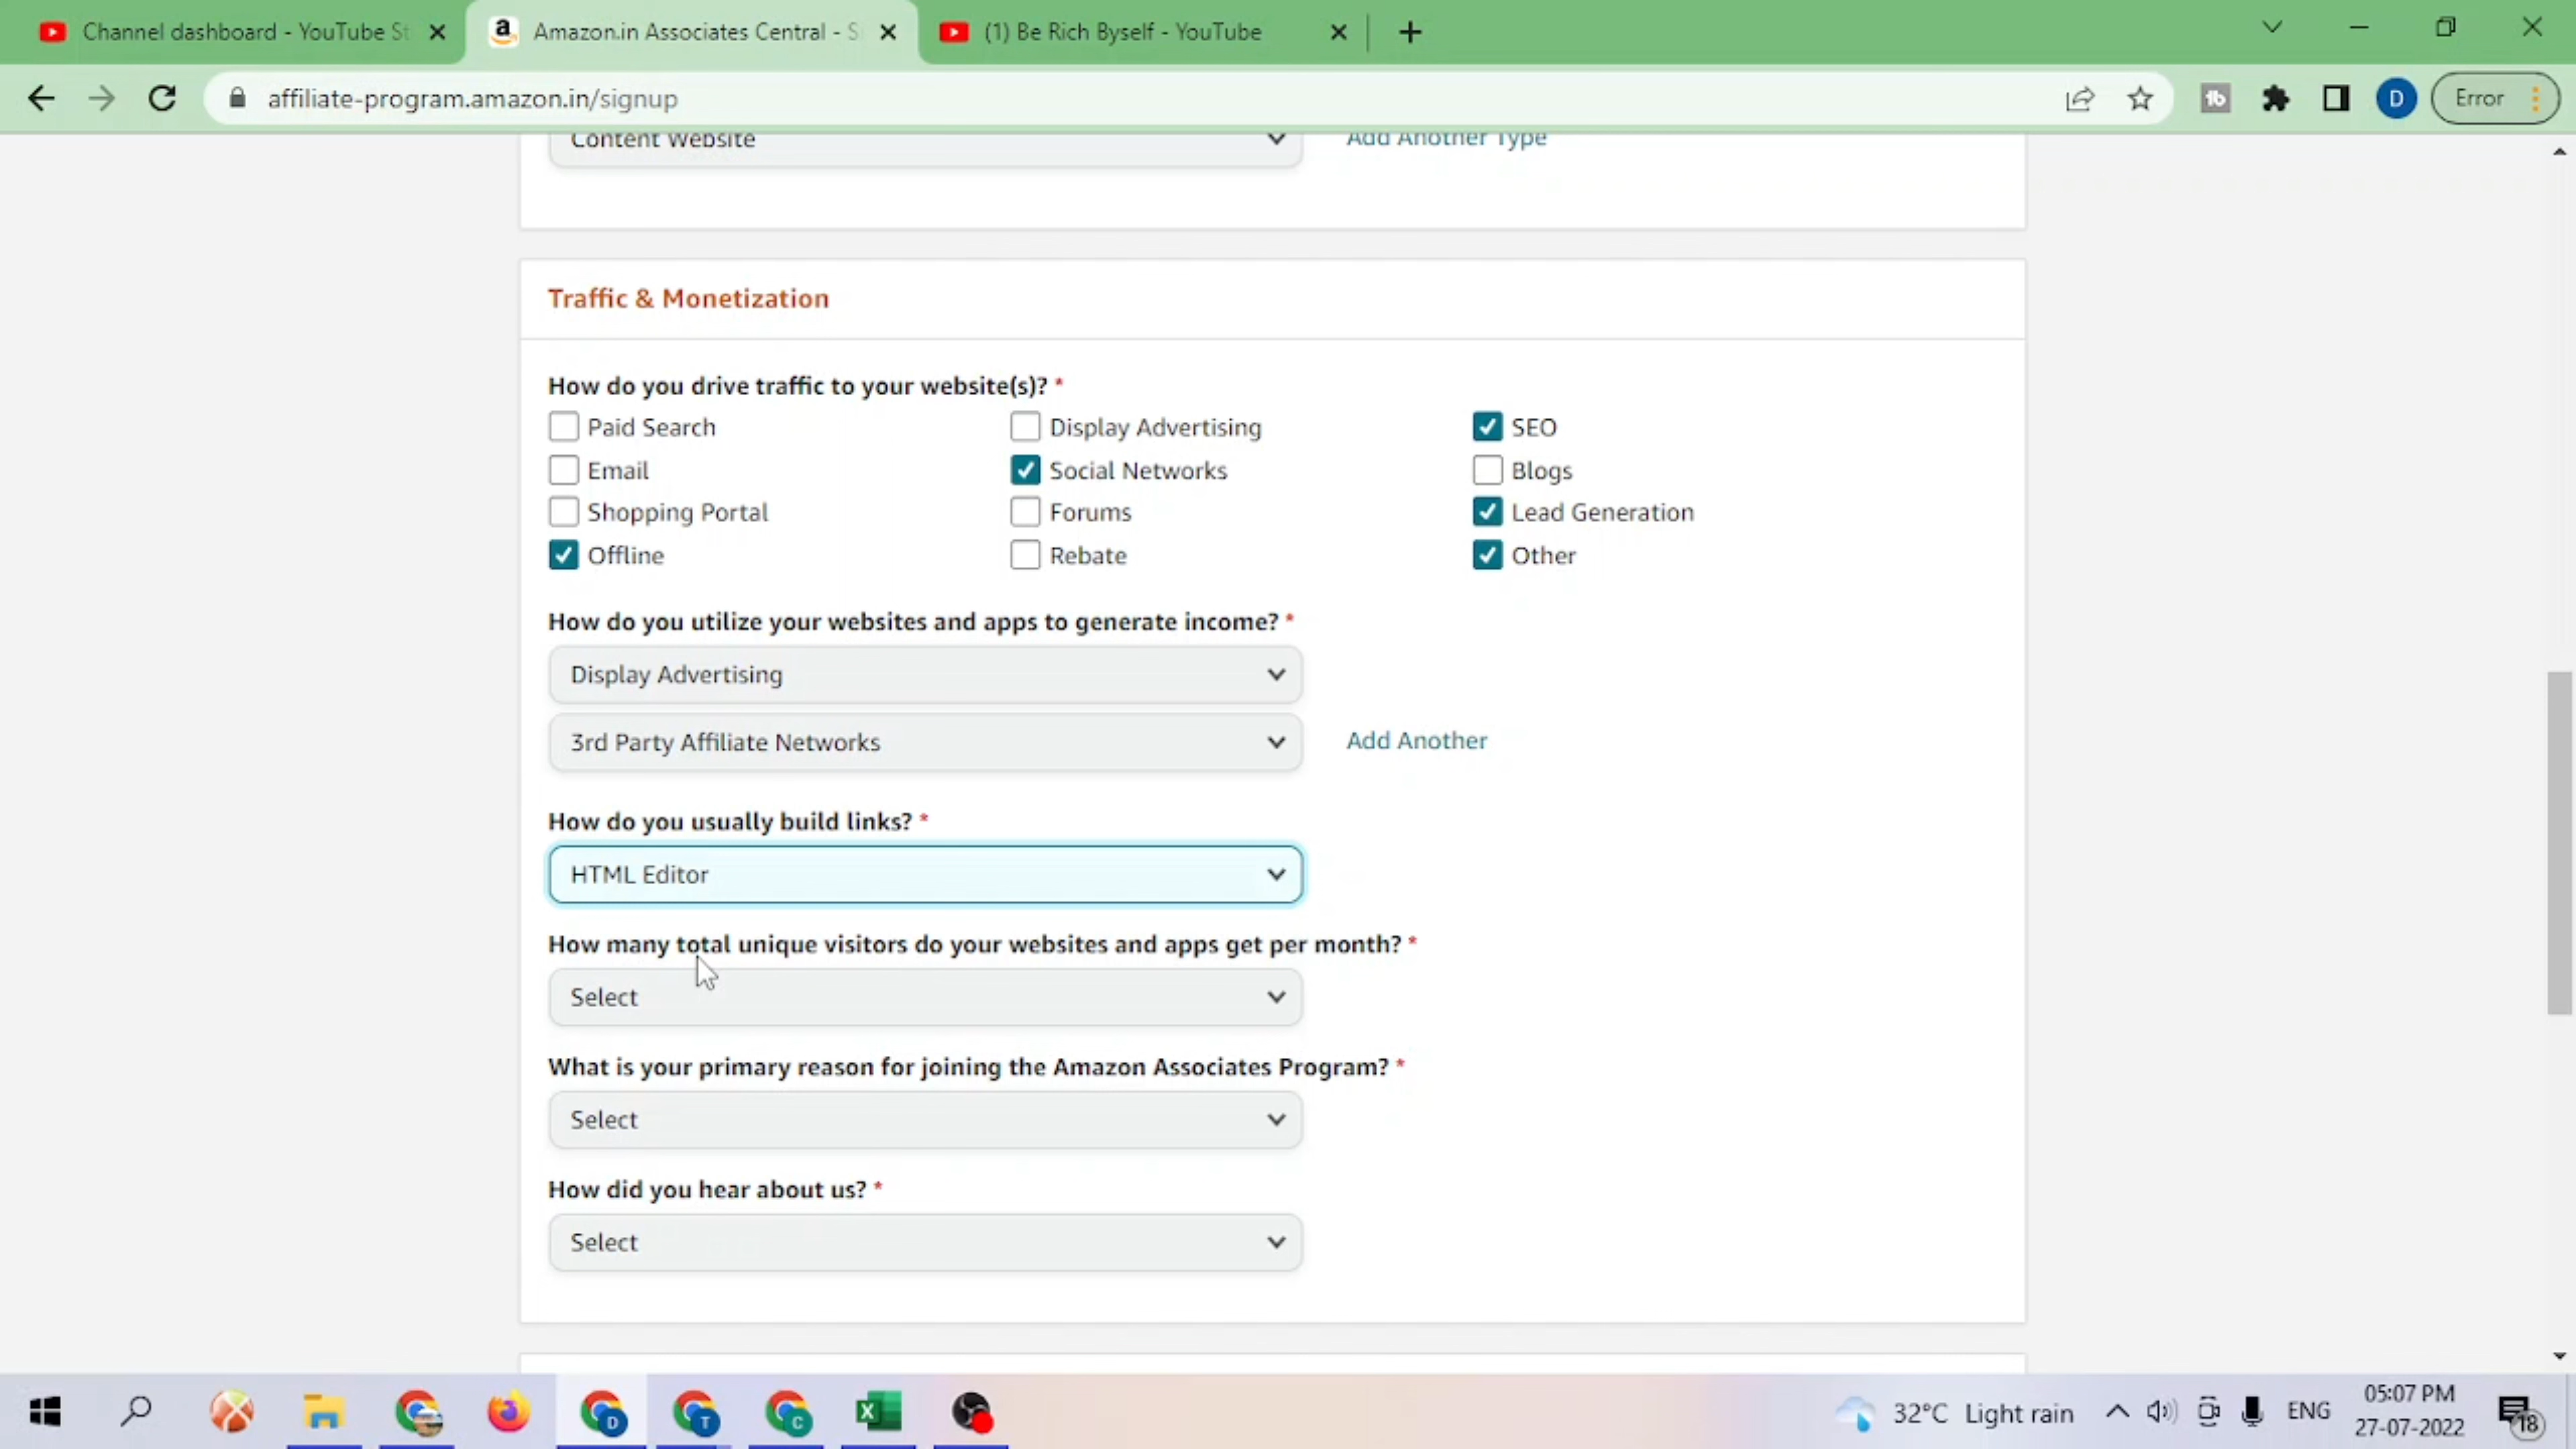 Channel dashboard - YouTube St
Amazon.in Associates Central - S
(1) Be Rich Byself - YouTube
affiliate-program.amazon.in/signup
D
Error
Content Website
Add Another Type
Traffic & Monetization
How do you drive traffic to your website(s)? *
Paid Search
Display Advertising
SEO
Email
Social Networks
Blogs
Shopping Portal
Forums
Lead Generation
Offline
Rebate
Other
How do you utilize your websites and apps to generate income? *
Display Advertising
3rd Party Affiliate Networks
Add Another
How do you usually build links? *
HTML Editor
How many total unique visitors do your websites and apps get per month? *
Select
What is your primary reason for joining the Amazon Associates Program? *
Select
How did you hear about us? *
Select
D
T
C
32°C Light rain
ENG
05:07 PM
27-07-2022
18